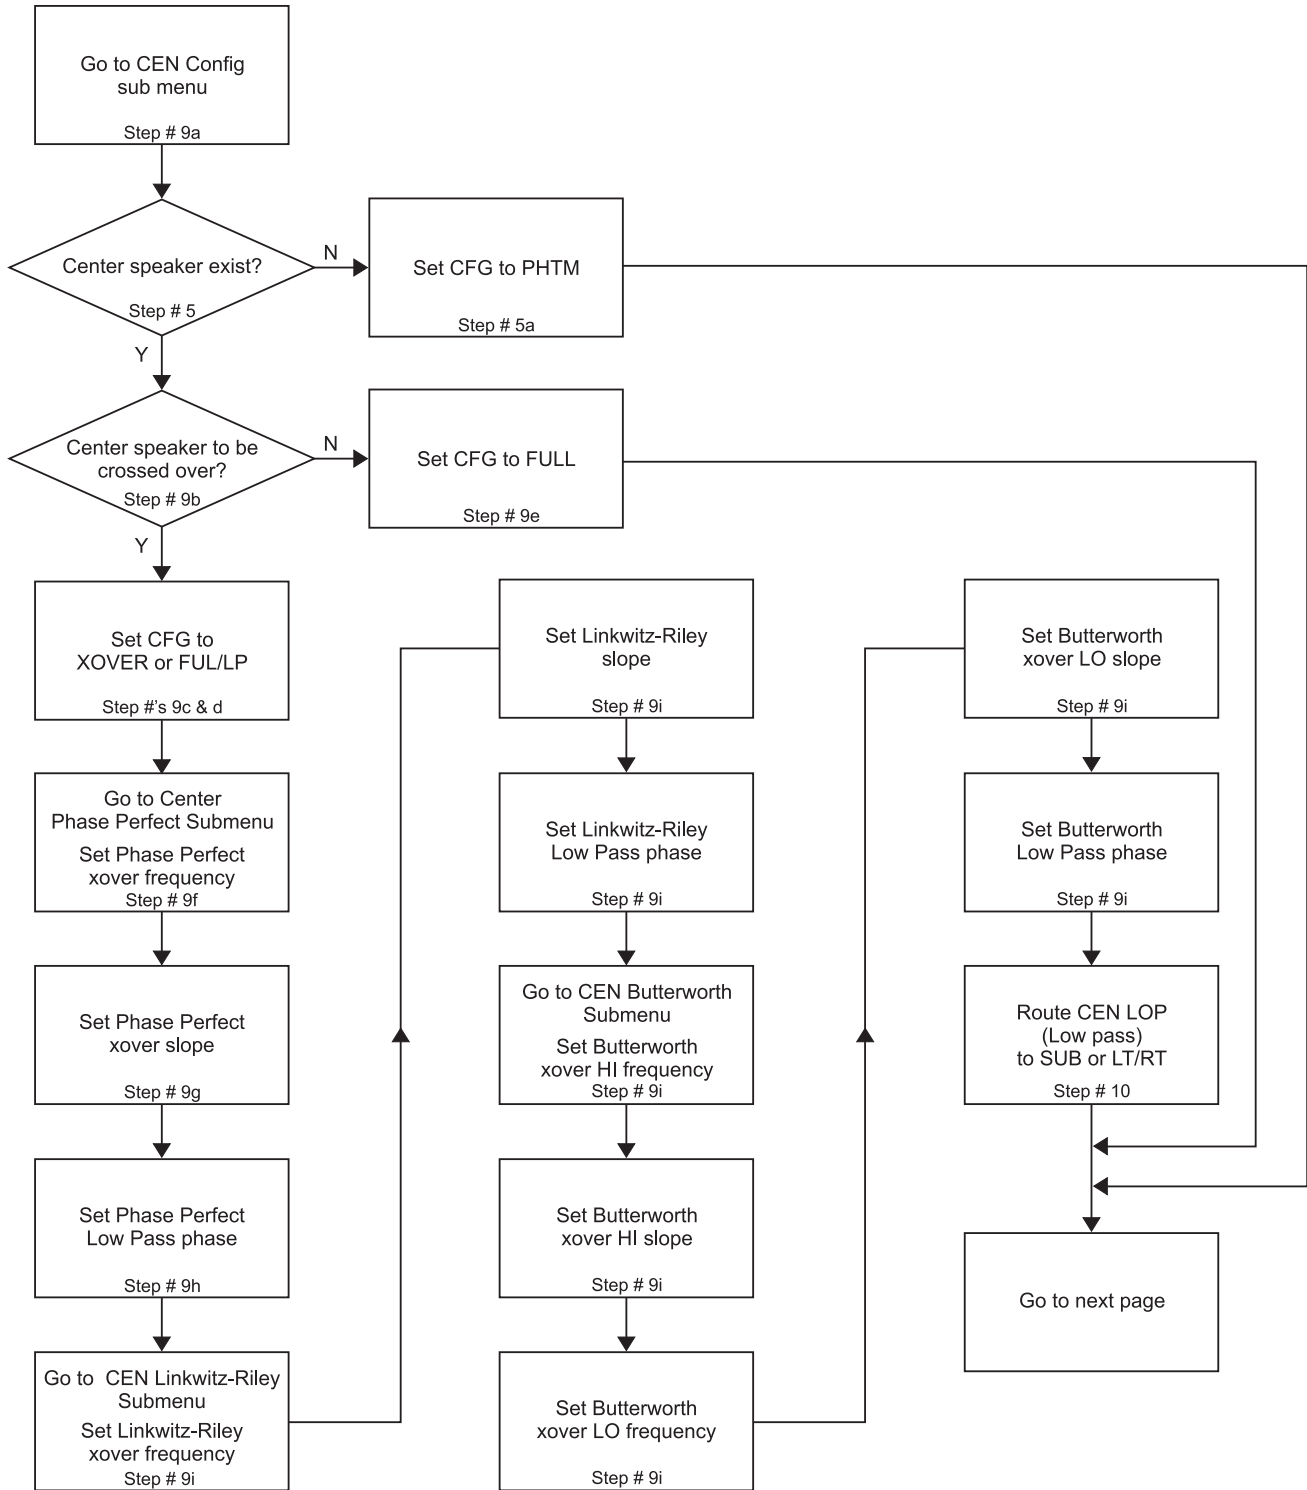 Go to CEN Config
sub menu
Step # 9a
Center speaker exist?
Step # 5
N
Set CFG to PHTM
Step # 5a
Y
Center speaker to be
crossed over?
Step # 9b
N
Set CFG to FULL
Step # 9e
Y
Set CFG to
XOVER or FUL/LP
Step #'s 9c & d
Go to Center
Phase Perfect Submenu
Set Phase Perfect
xover frequency
Step # 9f
Set Phase Perfect
xover slope
Step # 9g
Set Phase Perfect
Low Pass phase
Step # 9h
Go to CEN Linkwitz-Riley
Submenu
Set Linkwitz-Riley
xover frequency
Step # 9i
Set Linkwitz-Riley
slope
Step # 9i
Set Linkwitz-Riley
Low Pass phase
Step # 9i
Go to CEN Butterworth
Submenu
Set Butterworth
xover HI frequency
Step # 9i
Set Butterworth
xover HI slope
Step # 9i
Set Butterworth
xover LO frequency
Step # 9i
Set Butterworth
xover LO slope
Step # 9i
Set Butterworth
Low Pass phase
Step # 9i
Route CEN LOP
(Low pass)
to SUB or LT/RT
Step # 10
Go to next page